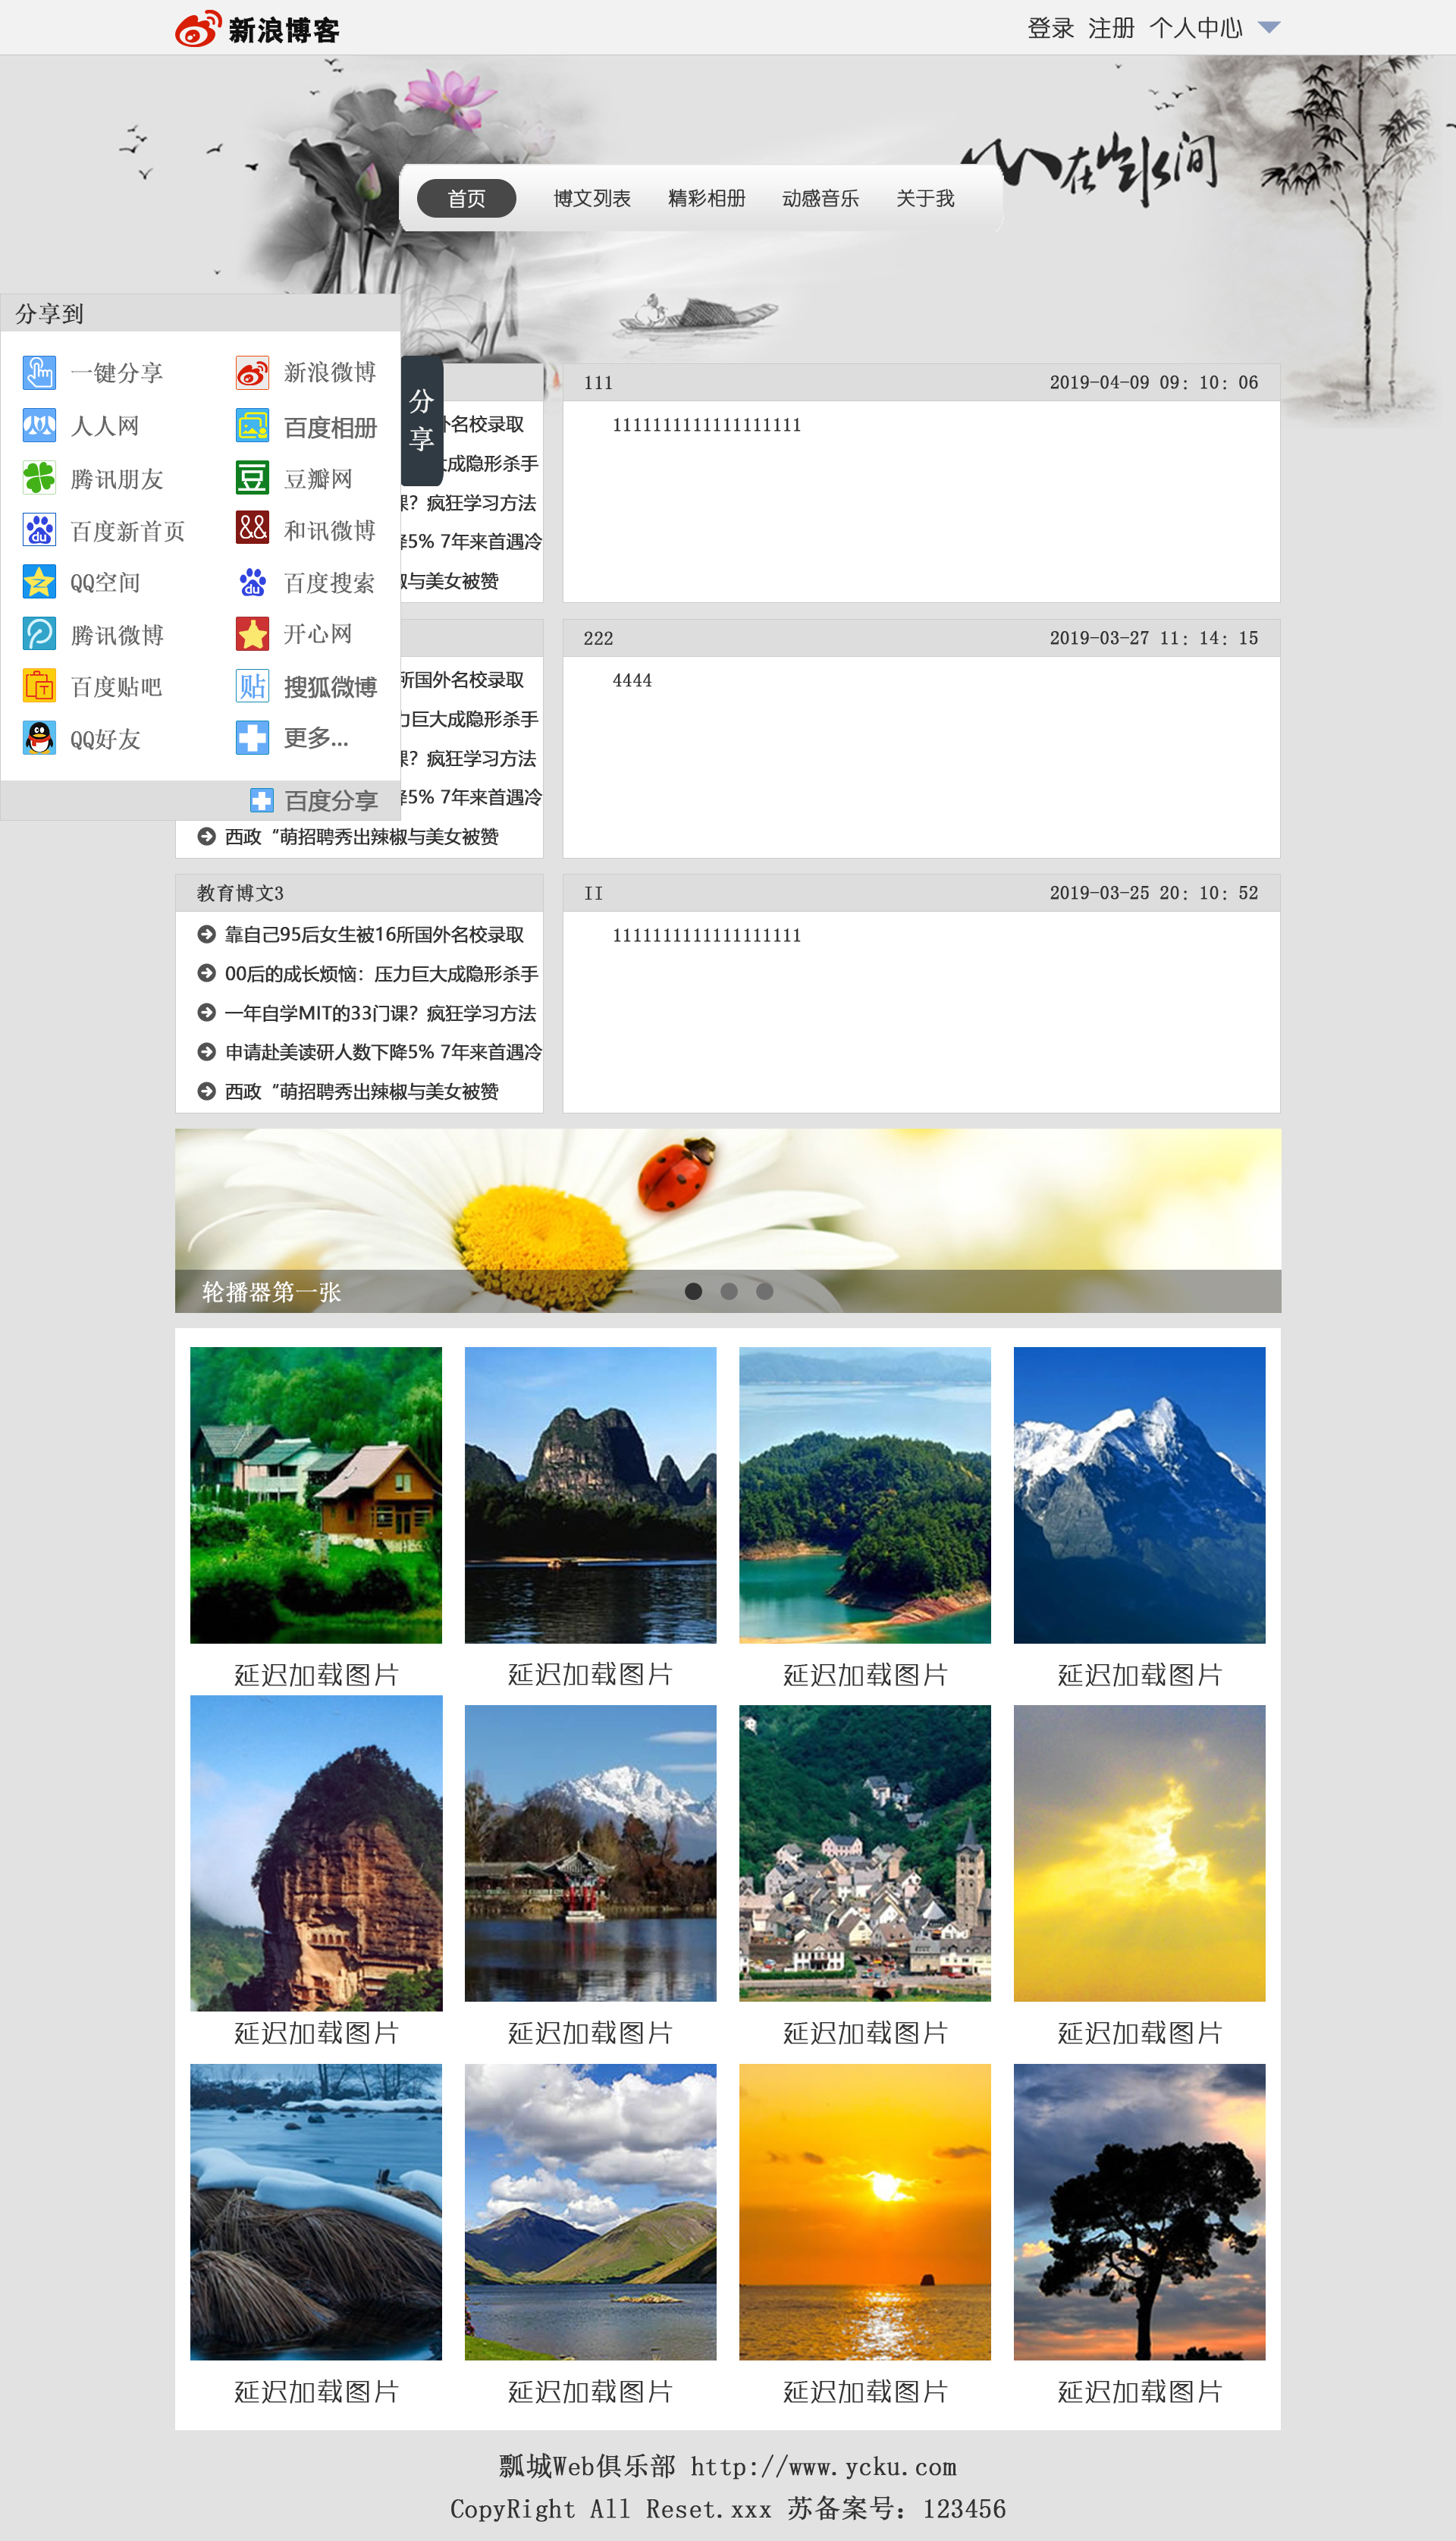 新浪博客
登录 注册 个人中心
心在山水间
首页 博文列表 精彩相册 动感音乐 关于我
分享到
一键分享 新浪微博
人人网 百度相册
腾讯朋友 豆瓣网
百度新首页 和讯微博
QQ空间 百度搜索
腾讯微博 开心网
百度贴吧 搜狐微博
QQ好友 更多...
百度分享
分享
外名校录取
大成隐形杀手
课？疯狂学习方法
降5% 7年来首遇冷
椒与美女被赞
111 2019-04-09 09：10：06
1111111111111111111
所国外名校录取
力巨大成隐形杀手
课？疯狂学习方法
降5% 7年来首遇冷
西政“萌招聘秀出辣椒与美女被赞
222 2019-03-27 11：14：15
4444
教育博文3
靠自己95后女生被16所国外名校录取
00后的成长烦恼：压力巨大成隐形杀手
一年自学MIT的33门课？疯狂学习方法
申请赴美读研人数下降5% 7年来首遇冷
西政“萌招聘秀出辣椒与美女被赞
II 2019-03-25 20：10：52
1111111111111111111
轮播器第一张
延迟加载图片 延迟加载图片 延迟加载图片 延迟加载图片
延迟加载图片 延迟加载图片 延迟加载图片 延迟加载图片
延迟加载图片 延迟加载图片 延迟加载图片 延迟加载图片
瓢城Web俱乐部 http://www.ycku.com
CopyRight All Reset.xxx 苏备案号：123456